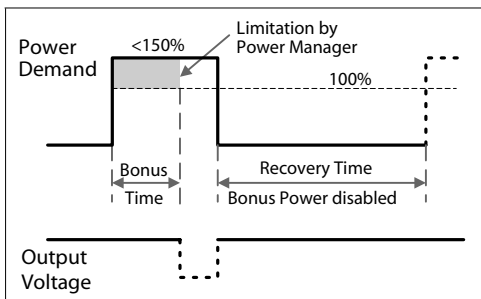 Power
Demand
<150%
Limitation by
Power Manager
100%
Bonus
Time
Recovery Time
Bonus Power disabled
Output
Voltage